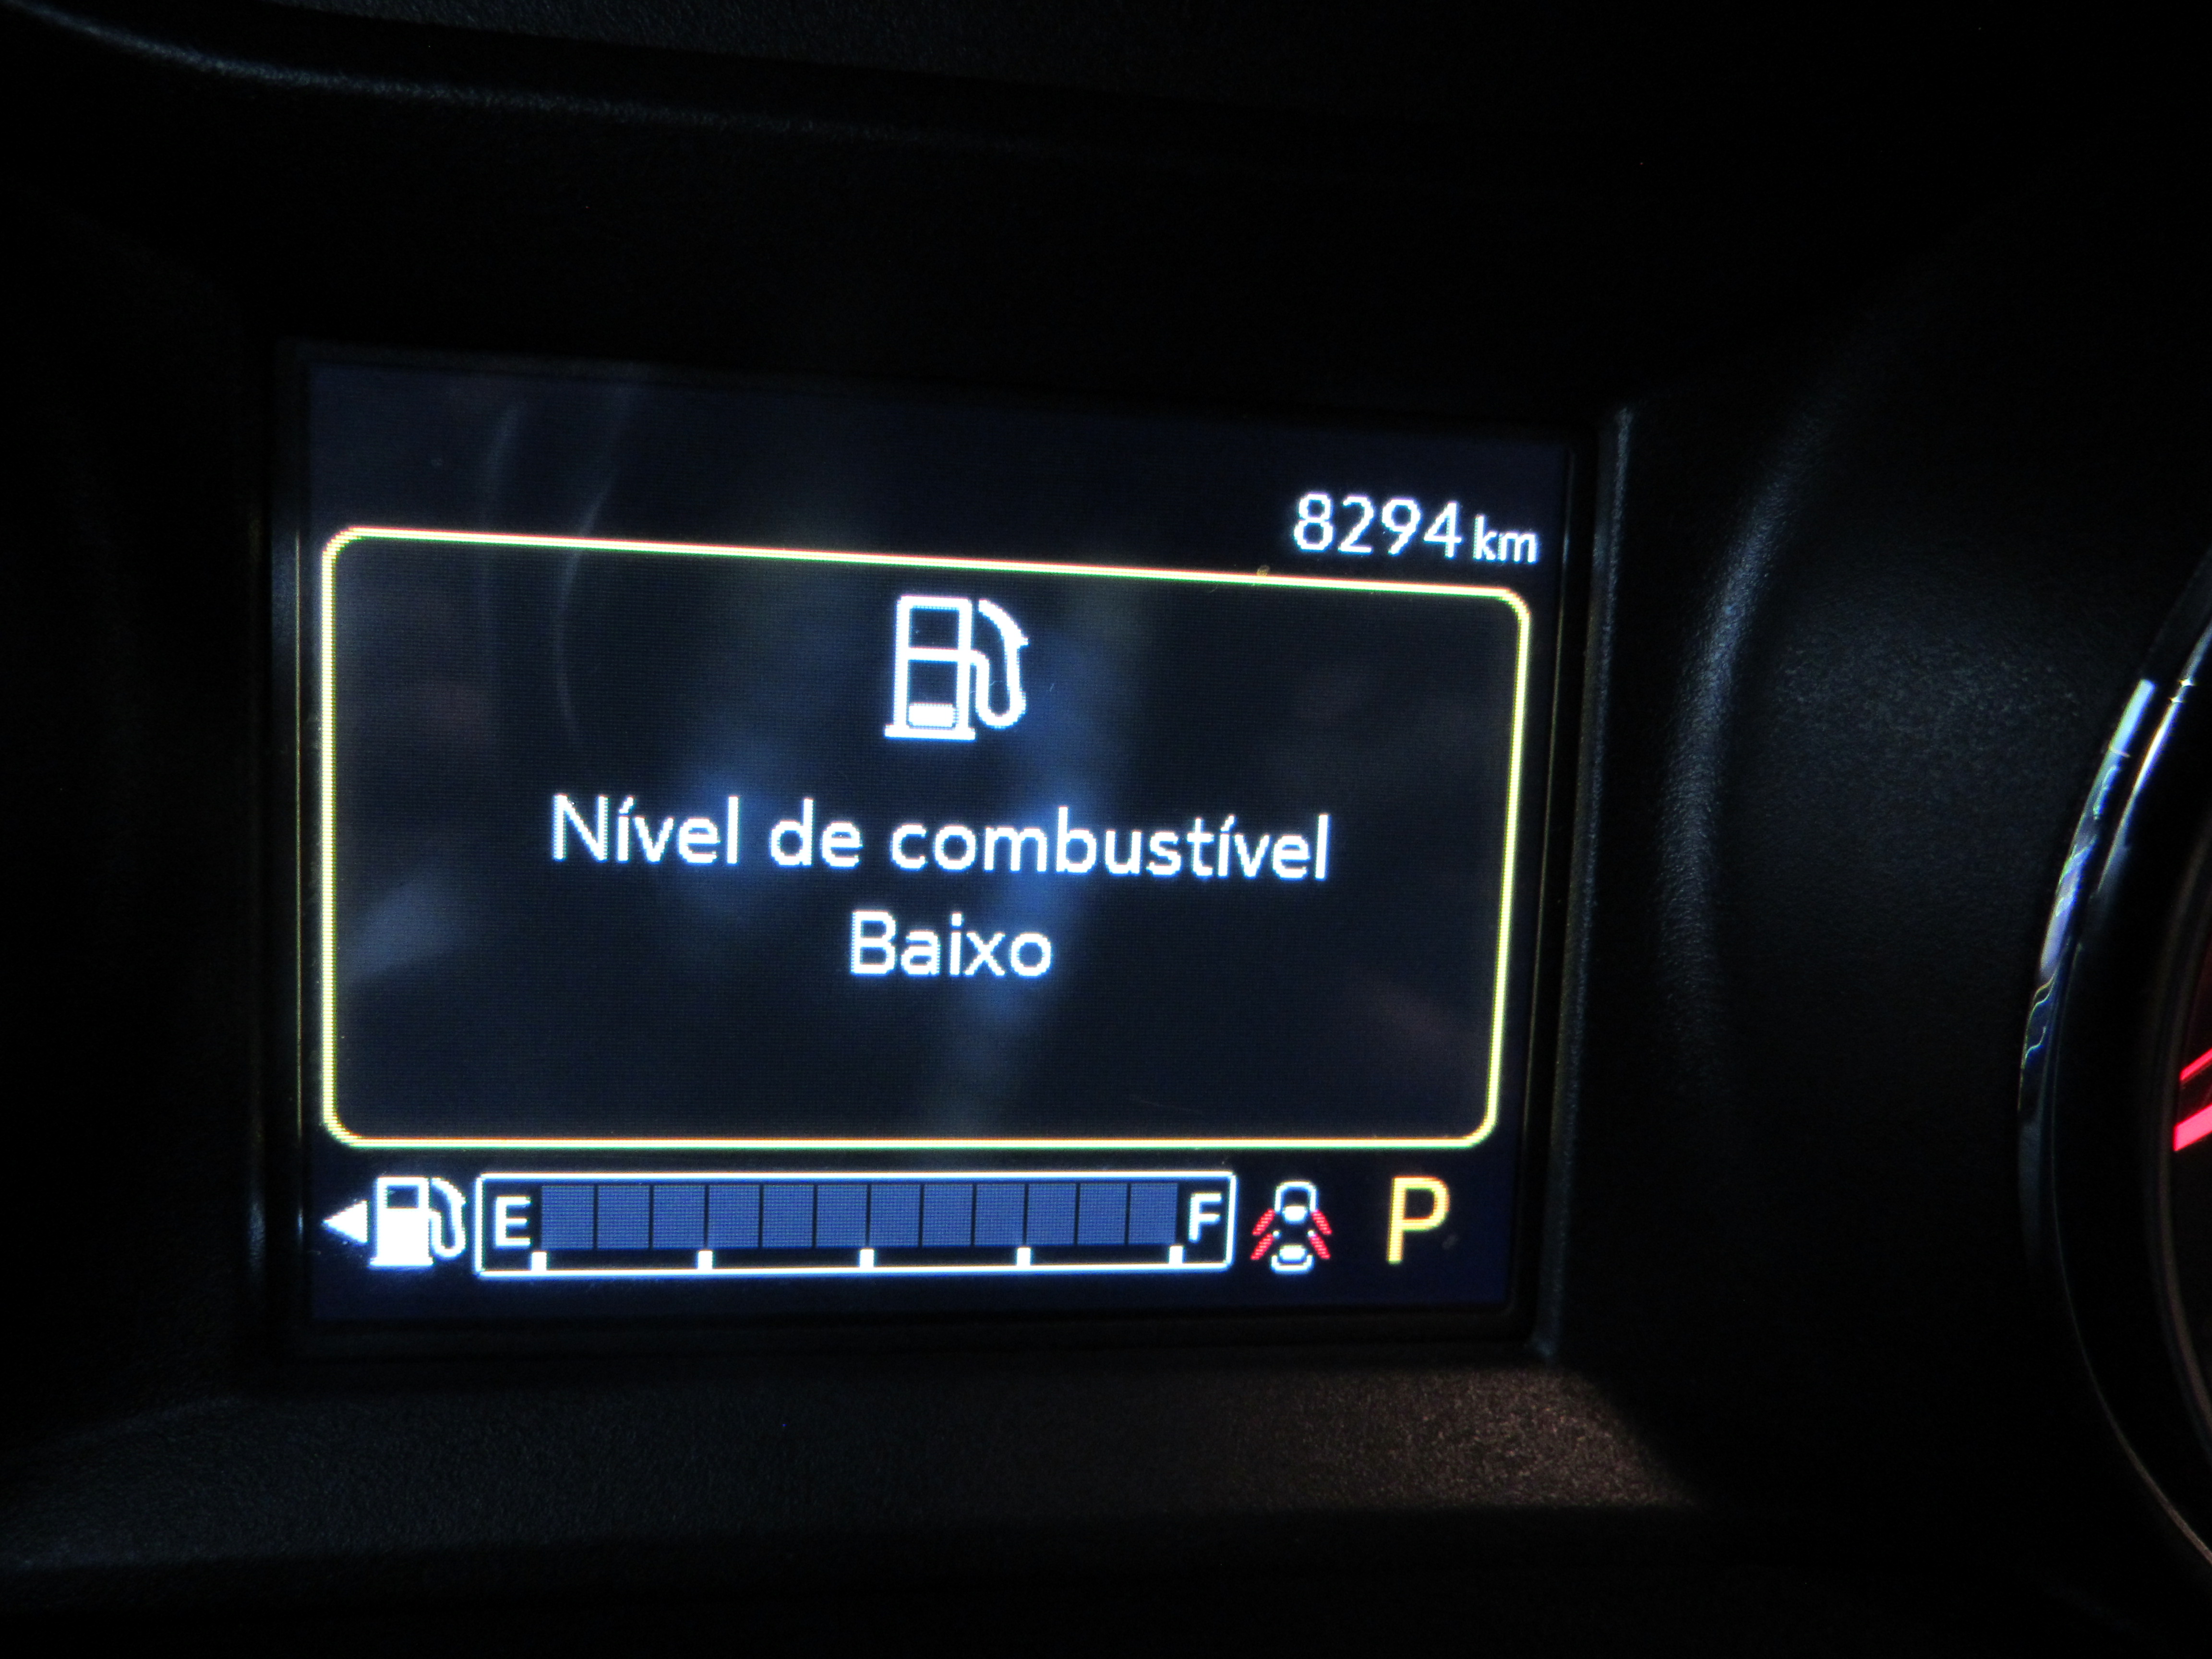 8294 km
Nível de combustível
Baixo
E F P